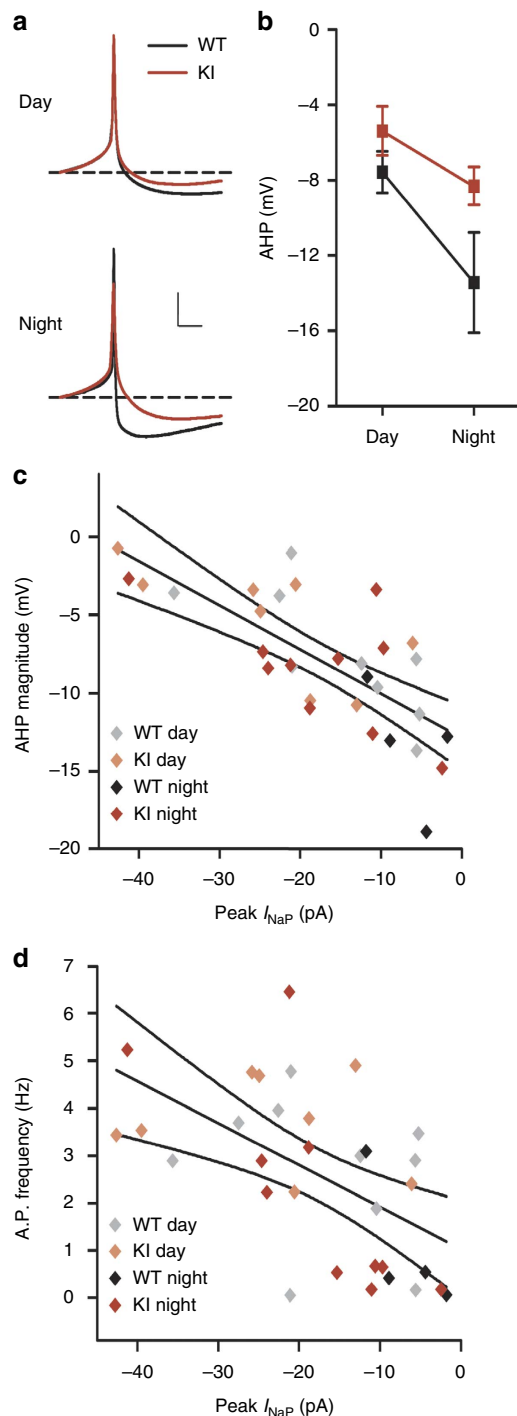 a
WT
KI
Day
Night
b
0
−4
−8
−12
−16
−20
AHP (mV)
Day
Night
c
0
−5
−10
−15
−20
AHP magnitude (mV)
WT day
KI day
WT night
KI night
−40
−30
−20
−10
0
Peak INaP (pA)
d
7
6
5
4
3
2
1
0
A.P. frequency (Hz)
WT day
KI day
WT night
KI night
−40
−30
−20
−10
0
Peak INaP (pA)